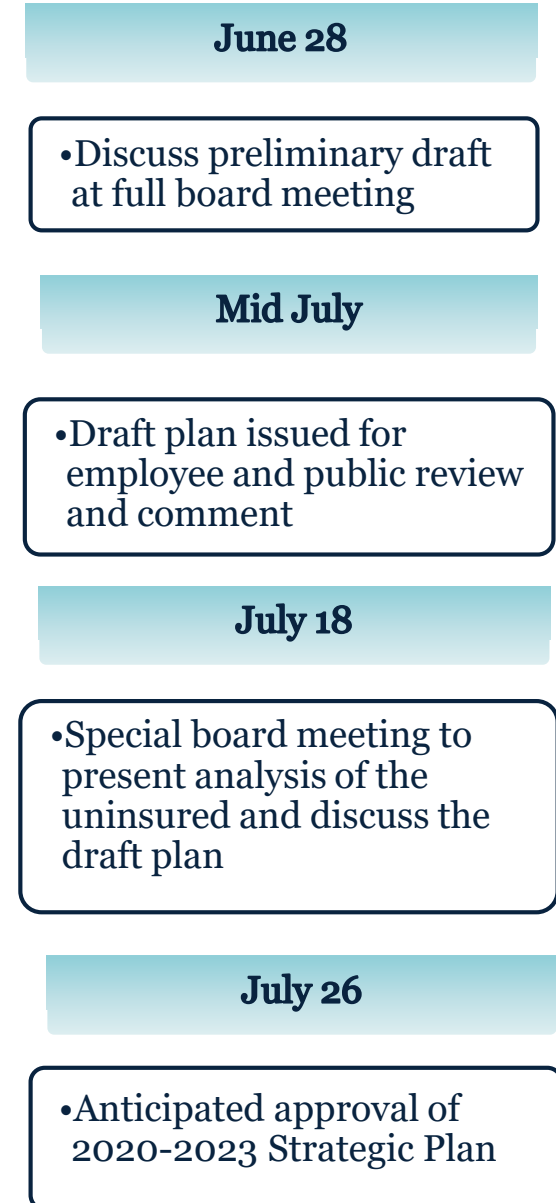 June 28
•Discuss preliminary draft
at full board meeting
Mid July
•Draft plan issued for
employee and public review
and comment
July 18
•Special board meeting to
present analysis of the
uninsured and discuss the
draft plan
July 26
•Anticipated approval of
2020-2023 Strategic Plan